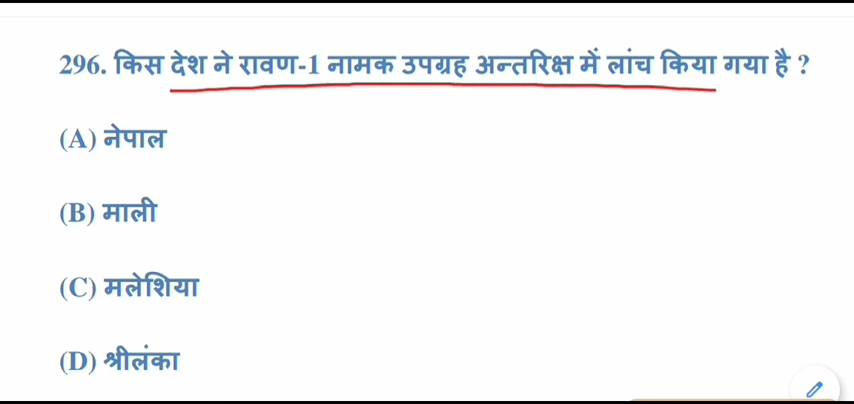 296. किस देश ने रावण-1 नामक उपग्रह अन्तरिक्ष में लांच किया गया है ?
(A) नेपाल
(B) माली
(C) मलेशिया
(D) श्रीलंका